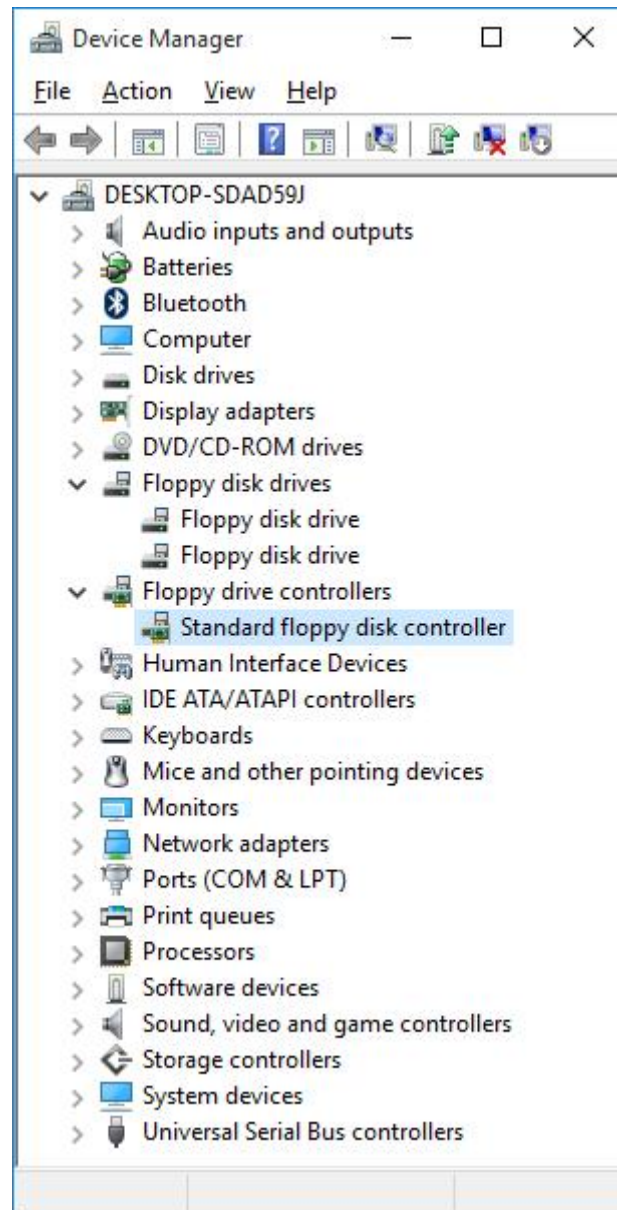 Device Manager
File Action View Help
DESKTOP-SDAD59J
Audio inputs and outputs
Batteries
Bluetooth
Computer
Disk drives
Display adapters
DVD/CD-ROM drives
Floppy disk drives
Floppy disk drive
Floppy disk drive
Floppy drive controllers
Standard floppy disk controller
Human Interface Devices
IDE ATA/ATAPI controllers
Keyboards
Mice and other pointing devices
Monitors
Network adapters
Ports (COM & LPT)
Print queues
Processors
Software devices
Sound, video and game controllers
Storage controllers
System devices
Universal Serial Bus controllers